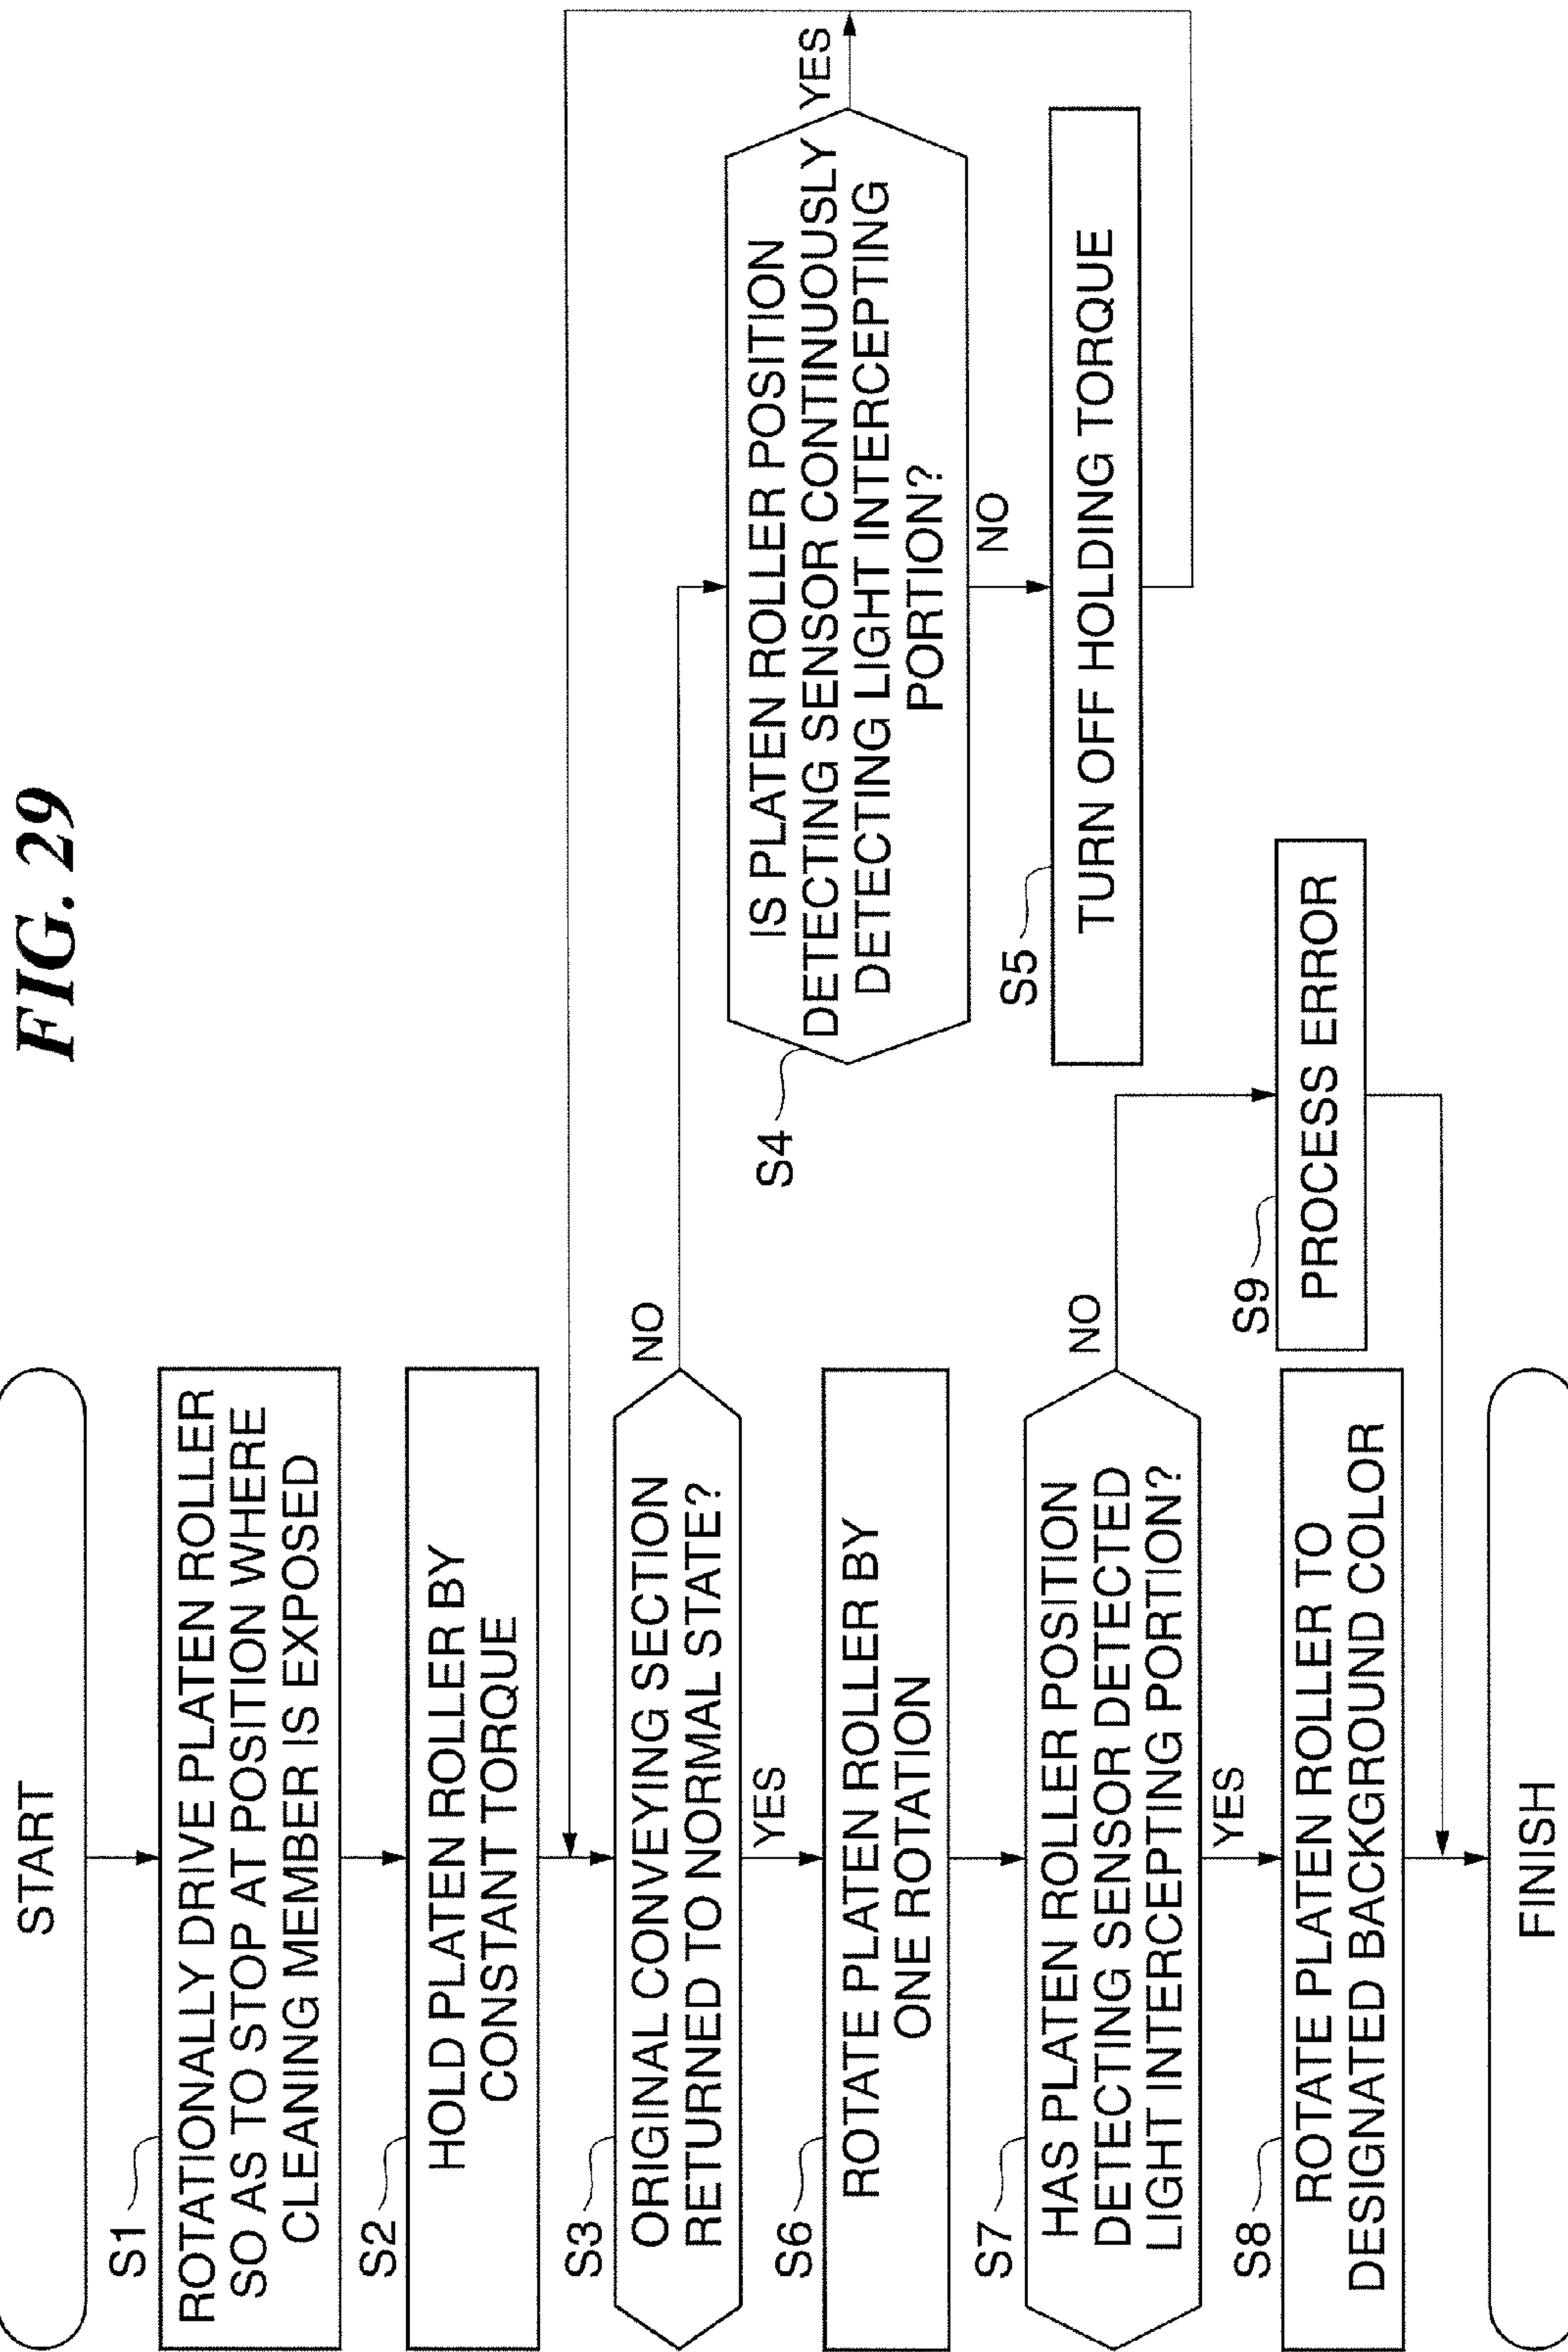 FIG. 29
START
S1
ROTATIONALLY DRIVE PLATEN ROLLER
SO AS TO STOP AT POSITION WHERE
CLEANING MEMBER IS EXPOSED
S2
HOLD PLATEN ROLLER BY
CONSTANT TORQUE
S3
ORIGINAL CONVEYING SECTION
RETURNED TO NORMAL STATE?
NO
YES
S4
IS PLATEN ROLLER POSITION
DETECTING SENSOR CONTINUOUSLY
DETECTING LIGHT INTERCEPTING
PORTION?
YES
NO
S5
TURN OFF HOLDING TORQUE
S6
ROTATE PLATEN ROLLER BY
ONE ROTATION
S7
HAS PLATEN ROLLER POSITION
DETECTING SENSOR DETECTED
LIGHT INTERCEPTING PORTION?
NO
YES
S9
PROCESS ERROR
S8
ROTATE PLATEN ROLLER TO
DESIGNATED BACKGROUND COLOR
FINISH